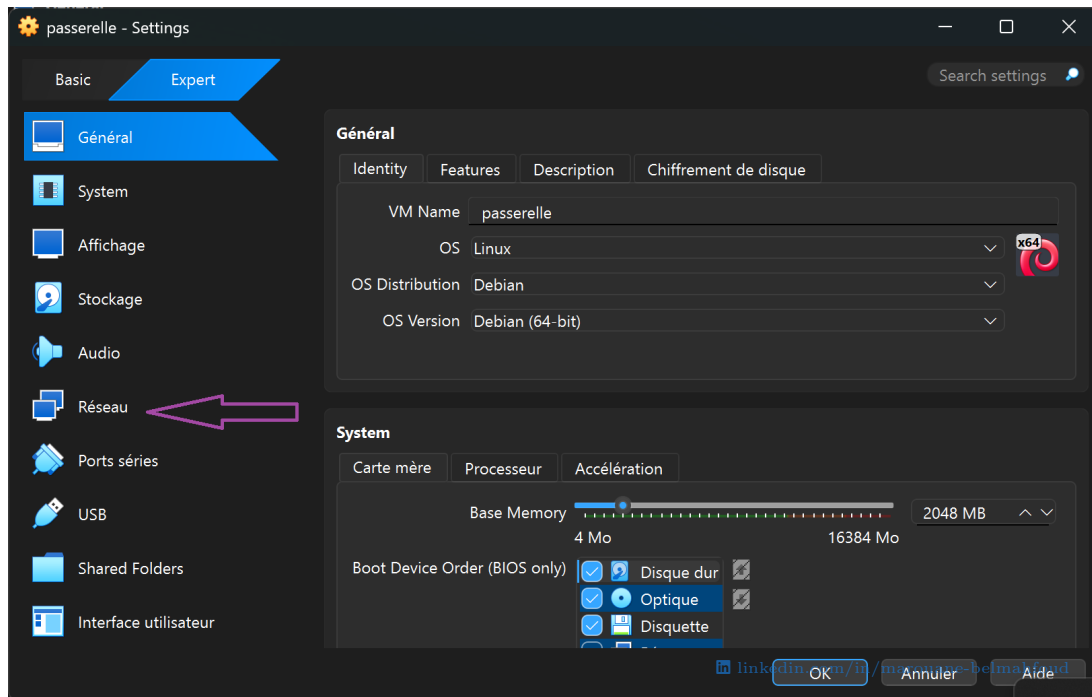 passerelle - Settings
Basic
Expert
Search settings
Général
System
Affichage
Stockage
Audio
Réseau
Ports séries
USB
Shared Folders
Interface utilisateur
Général
Identity
Features
Description
Chiffrement de disque
VM Name
passerelle
OS
Linux
x64
OS Distribution
Debian
OS Version
Debian (64-bit)
System
Carte mère
Processeur
Accélération
Base Memory
2048 MB
4 Mo
16384 Mo
Boot Device Order (BIOS only)
Disque dur
Optique
Disquette
OK
Annuler
Aide